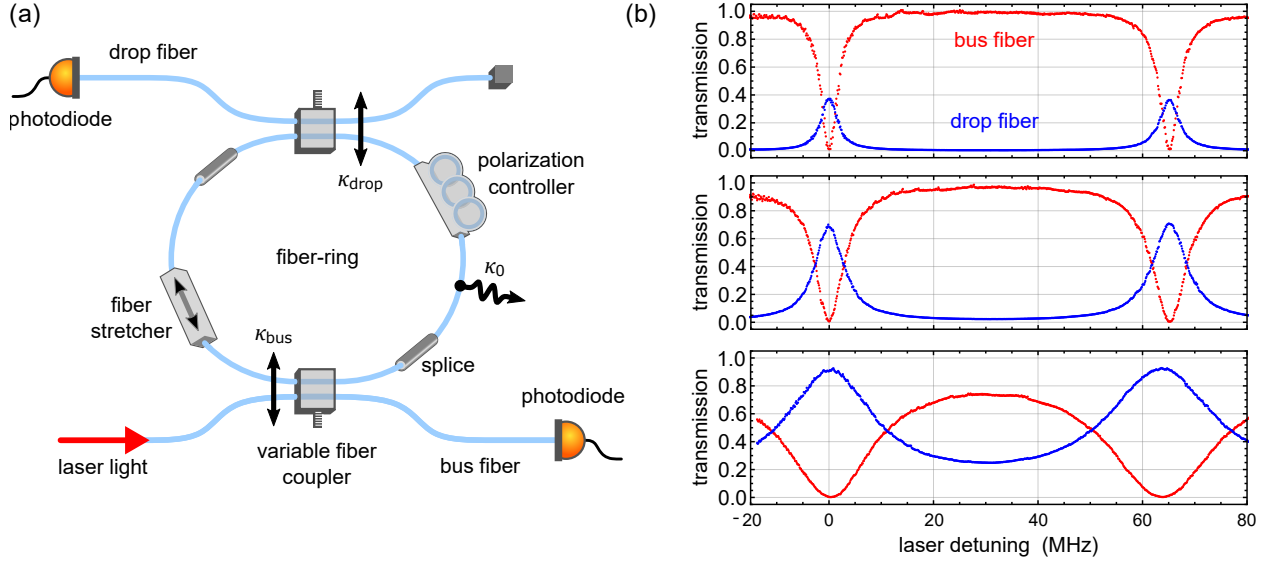 (a)
drop fiber
photodiode
κdrop
polarization
controller
fiber-ring
κ0
fiber
stretcher
κbus
splice
photodiode
laser light
variable fiber
coupler
bus fiber
(b)
transmission
1.0
0.8
0.6
0.4
0.2
0.0
bus fiber
drop fiber
transmission
1.0
0.8
0.6
0.4
0.2
0.0
transmission
1.0
0.8
0.6
0.4
0.2
0.0
-20 0 20 40 60 80
laser detuning (MHz)